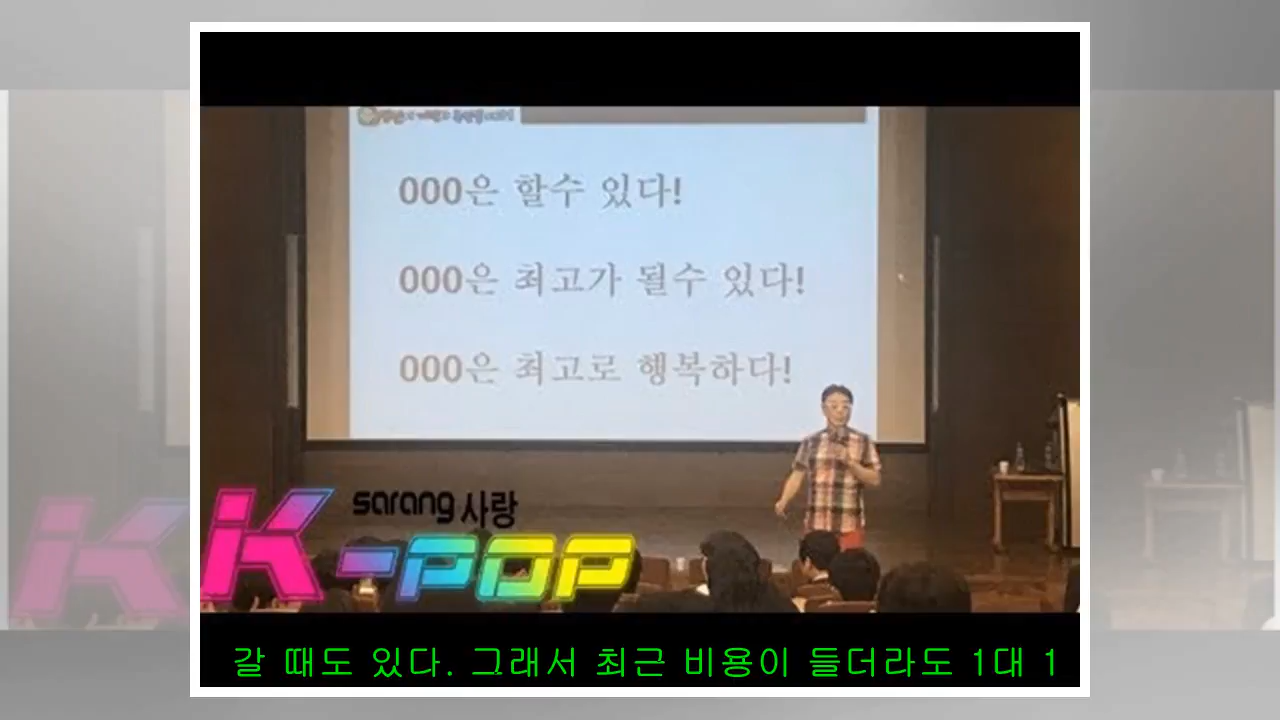 000은 할수 있다!
000은 최고가 될수 있다!
000은 최고로 행복하다!
sarang 사랑
K-POP
갈 때도 있다. 그래서 최근 비용이 들더라도 1대 1